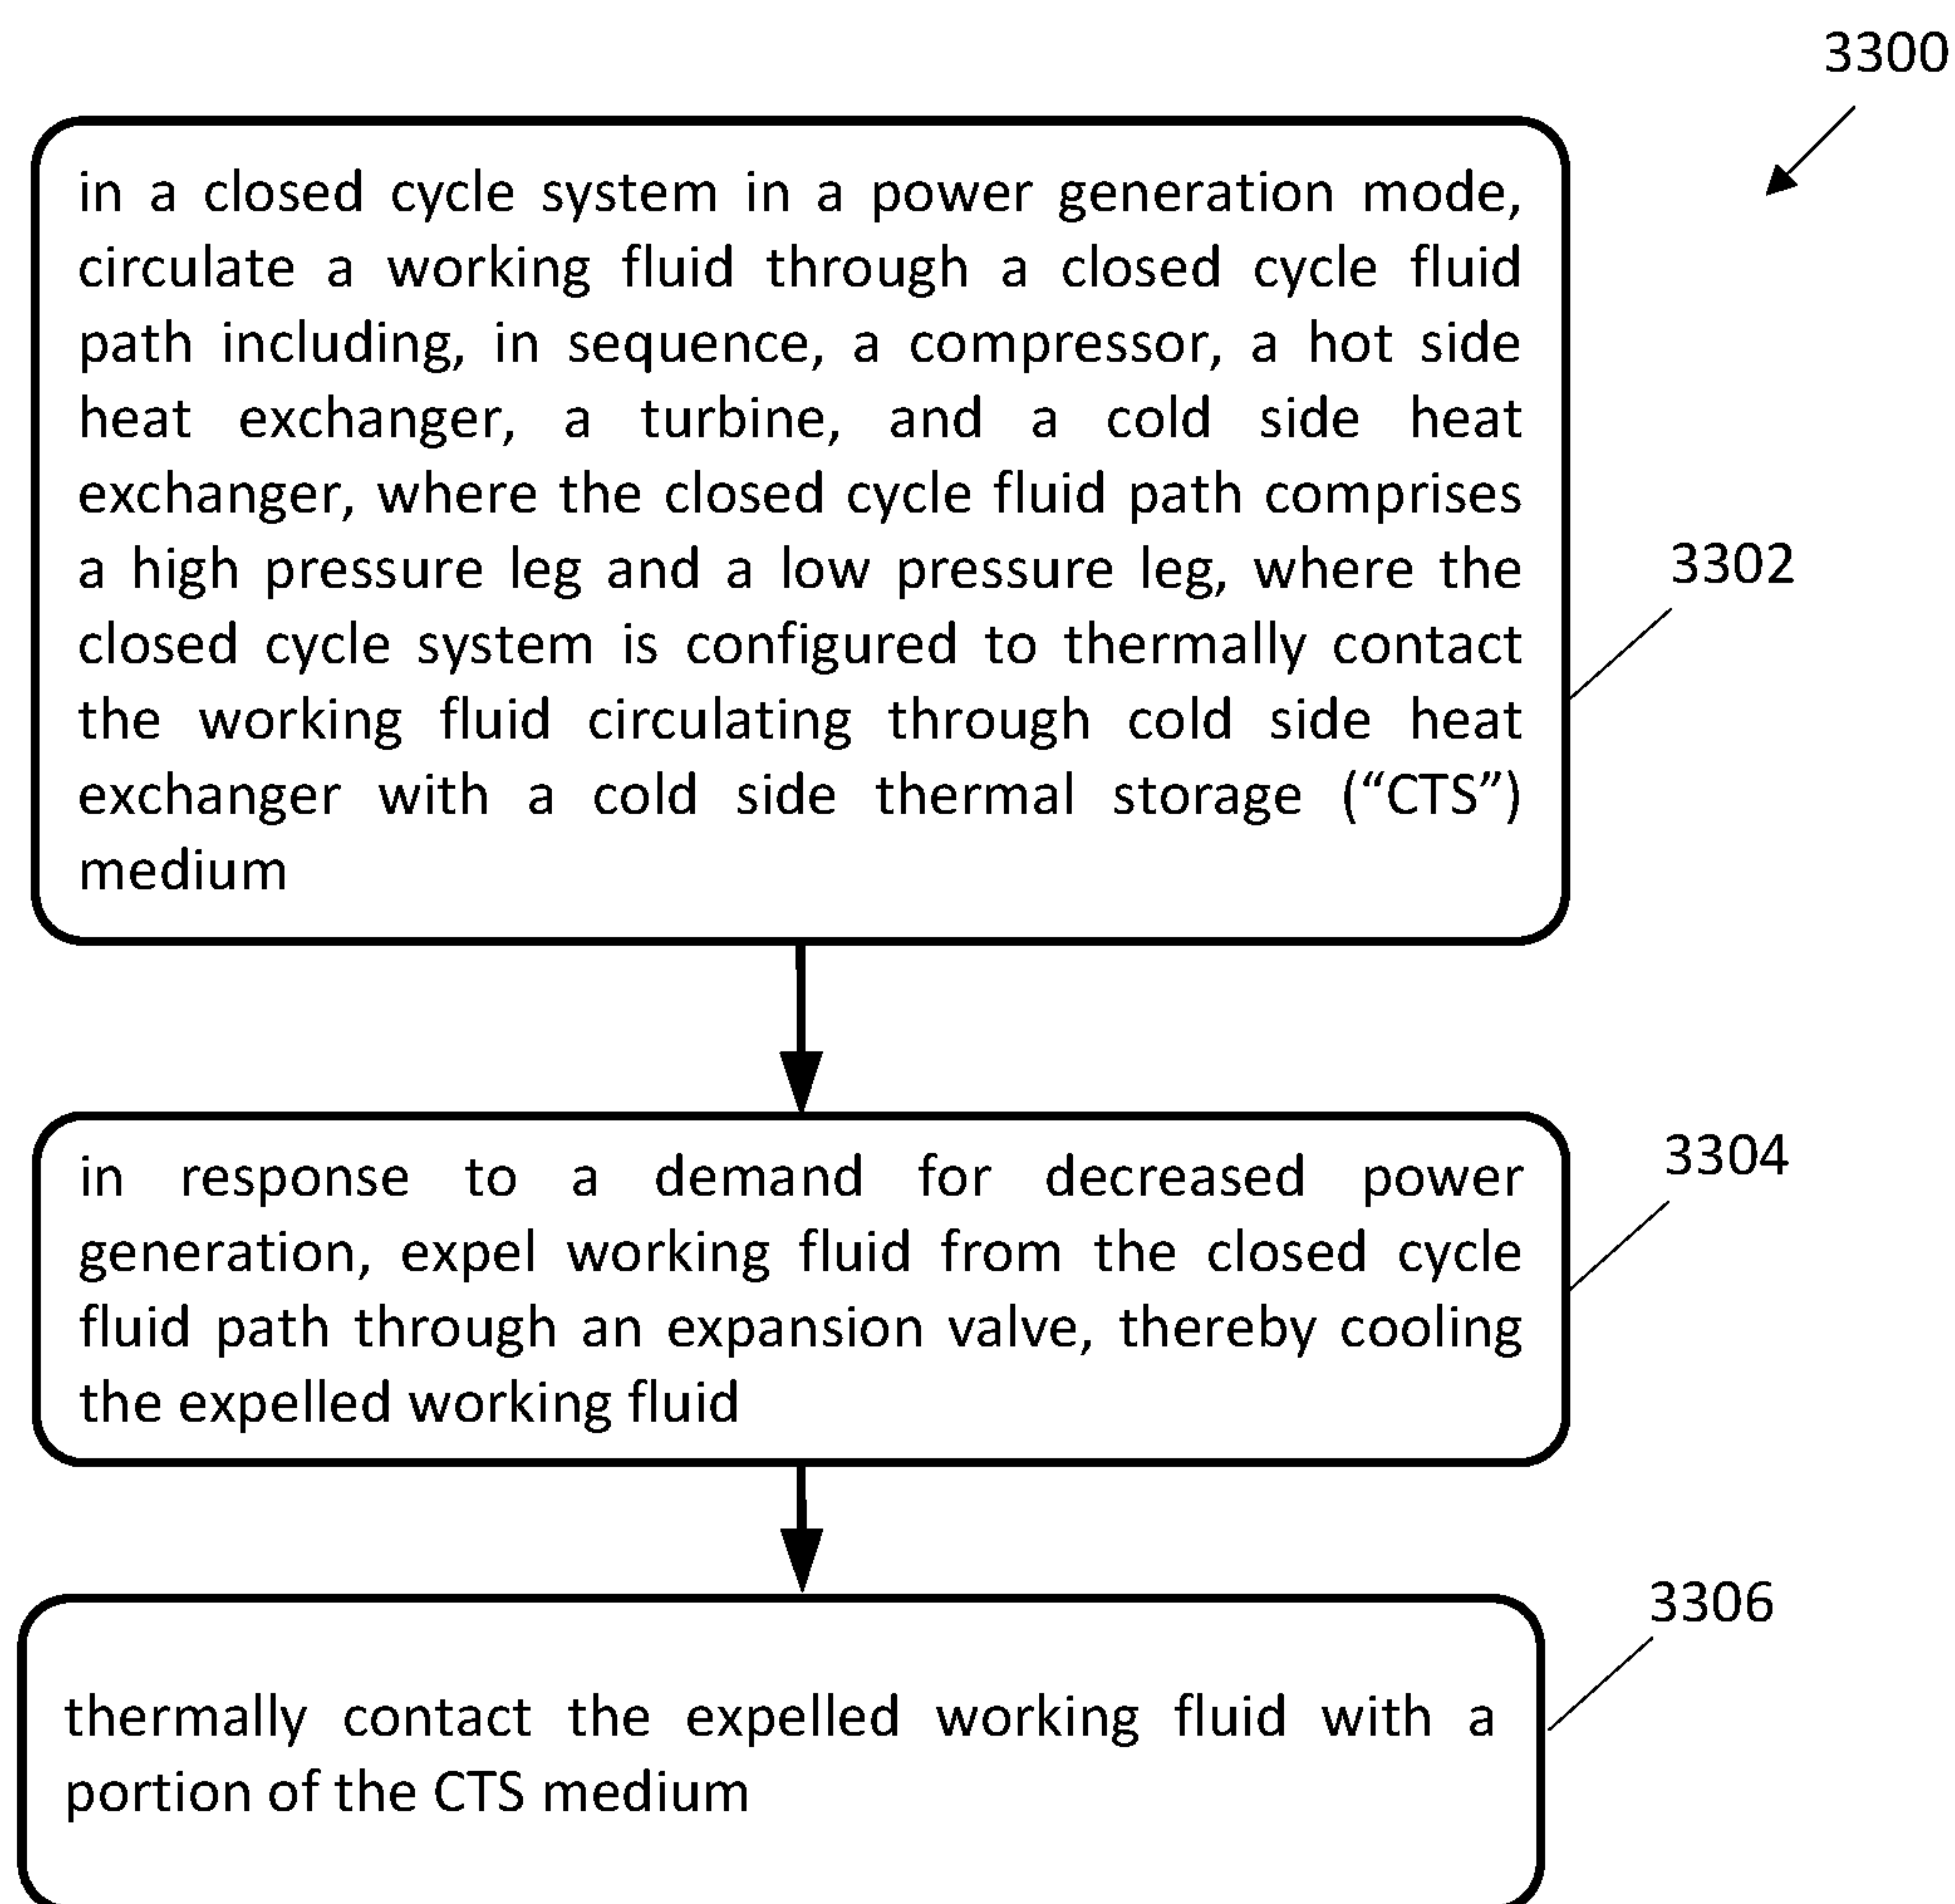 3300
in a closed cycle system in a power generation mode,
circulate a working fluid through a closed cycle fluid
path including, in sequence, a compressor, a hot side
heat exchanger, a turbine, and a cold side heat
exchanger, where the closed cycle fluid path comprises
a high pressure leg and a low pressure leg, where the
closed cycle system is configured to thermally contact
the working fluid circulating through cold side heat
exchanger with a cold side thermal storage (“CTS”)
medium
3302
in response to a demand for decreased power
generation, expel working fluid from the closed cycle
fluid path through an expansion valve, thereby cooling
the expelled working fluid
3304
thermally contact the expelled working fluid with a
portion of the CTS medium
3306